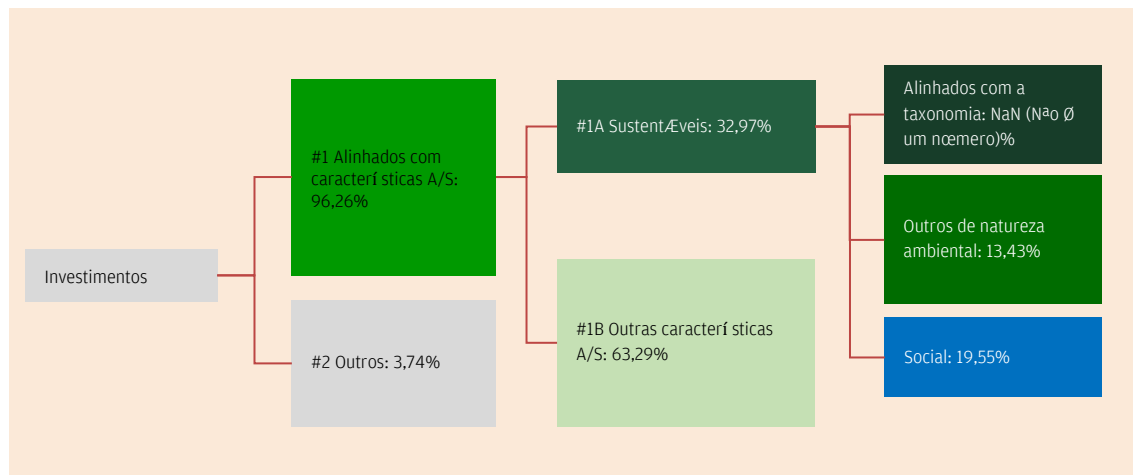 Investimentos
#1 Alinhados com
caracterí sticas A/S:
96,26%
#2 Outros: 3,74%
#1A SustentÆveis: 32,97%
#1B Outras caracterí sticas
A/S: 63,29%
Alinhados com a
taxonomia: NaN (Nªo Ø
um nœmero)%
Outros de natureza
ambiental: 13,43%
Social: 19,55%